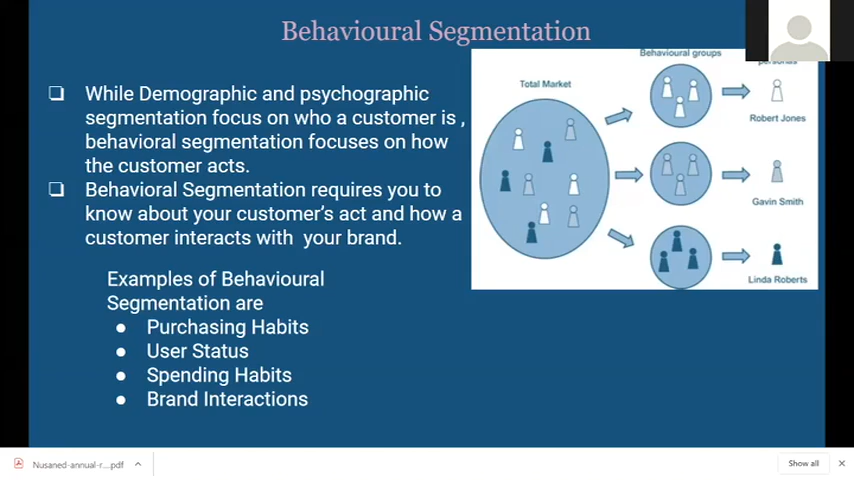 Behavioural Segmentation
❏ While Demographic and psychographic
segmentation focus on who a customer is ,
behavioral segmentation focuses on how
the customer acts.
❏ Behavioral Segmentation requires you to
know about your customer's act and how a
customer interacts with your brand.
Examples of Behavioural
Segmentation are
● Purchasing Habits
● User Status
● Spending Habits
● Brand Interactions
Total Market
Behavioural groups
Robert Jones
Gavin Smith
Linda Roberts
Nusaned-annual-r....pdf
Show all